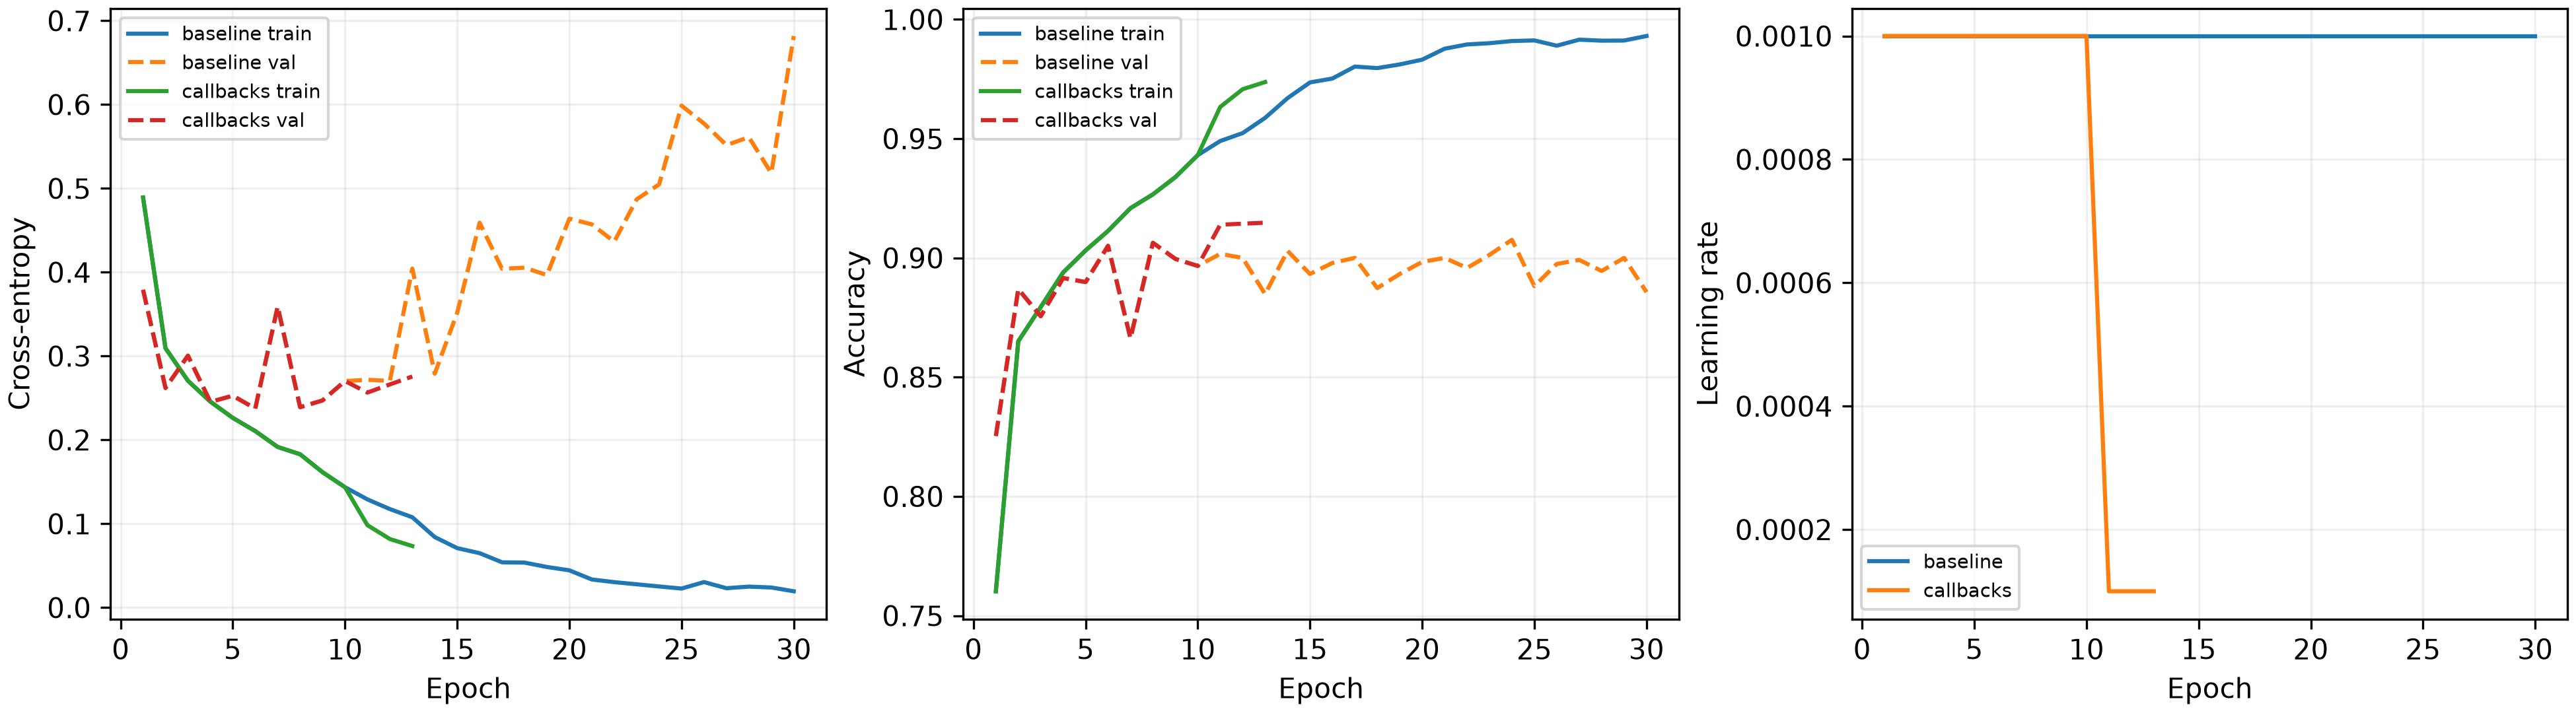 Cross-entropy
0.7
0.6
0.5
0.4
0.3
0.2
0.1
0.0
baseline train
baseline val
callbacks train
callbacks val
0 5 10 15 20 25 30
Epoch
Accuracy
1.00
0.95
0.90
0.85
0.80
0.75
baseline train
baseline val
callbacks train
callbacks val
0 5 10 15 20 25 30
Epoch
Learning rate
0.0010
0.0008
0.0006
0.0004
0.0002
baseline
callbacks
0 5 10 15 20 25 30
Epoch